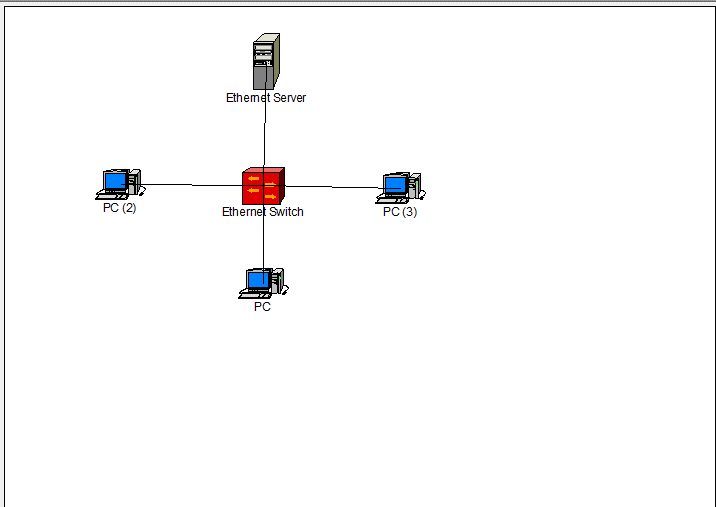 Ethernet Server
PC (2)
Ethernet Switch
PC (3)
PC